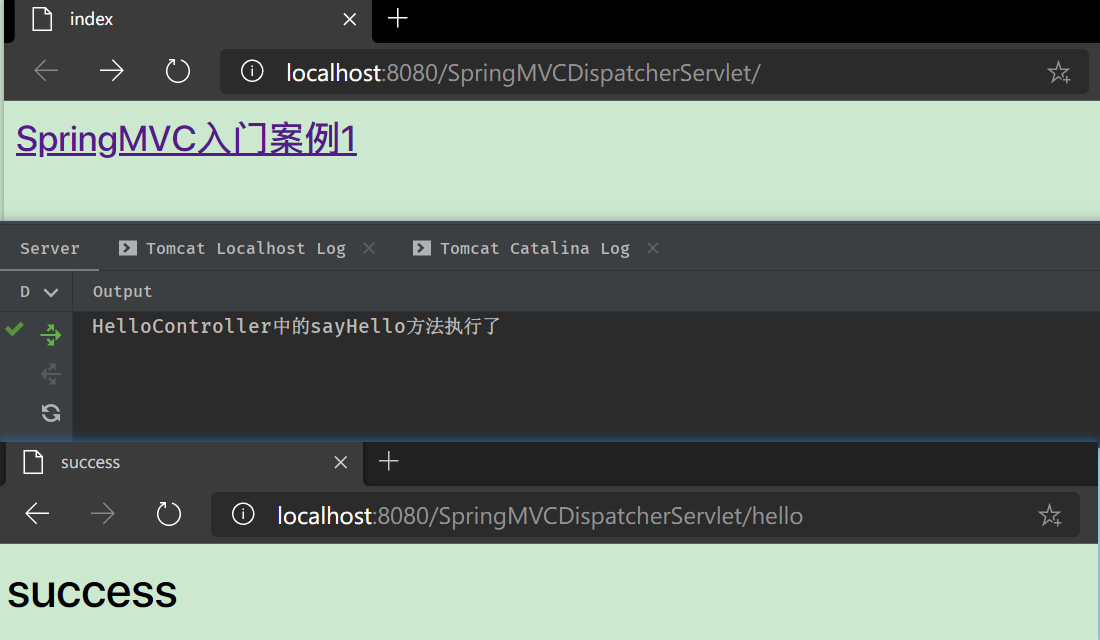 index
localhost:8080/SpringMVCDispatcherServlet/
SpringMVC入门案例1
Server Tomcat Localhost Log Tomcat Catalina Log
D Output
HelloController中的sayHello方法执行了
success
localhost:8080/SpringMVCDispatcherServlet/hello
success